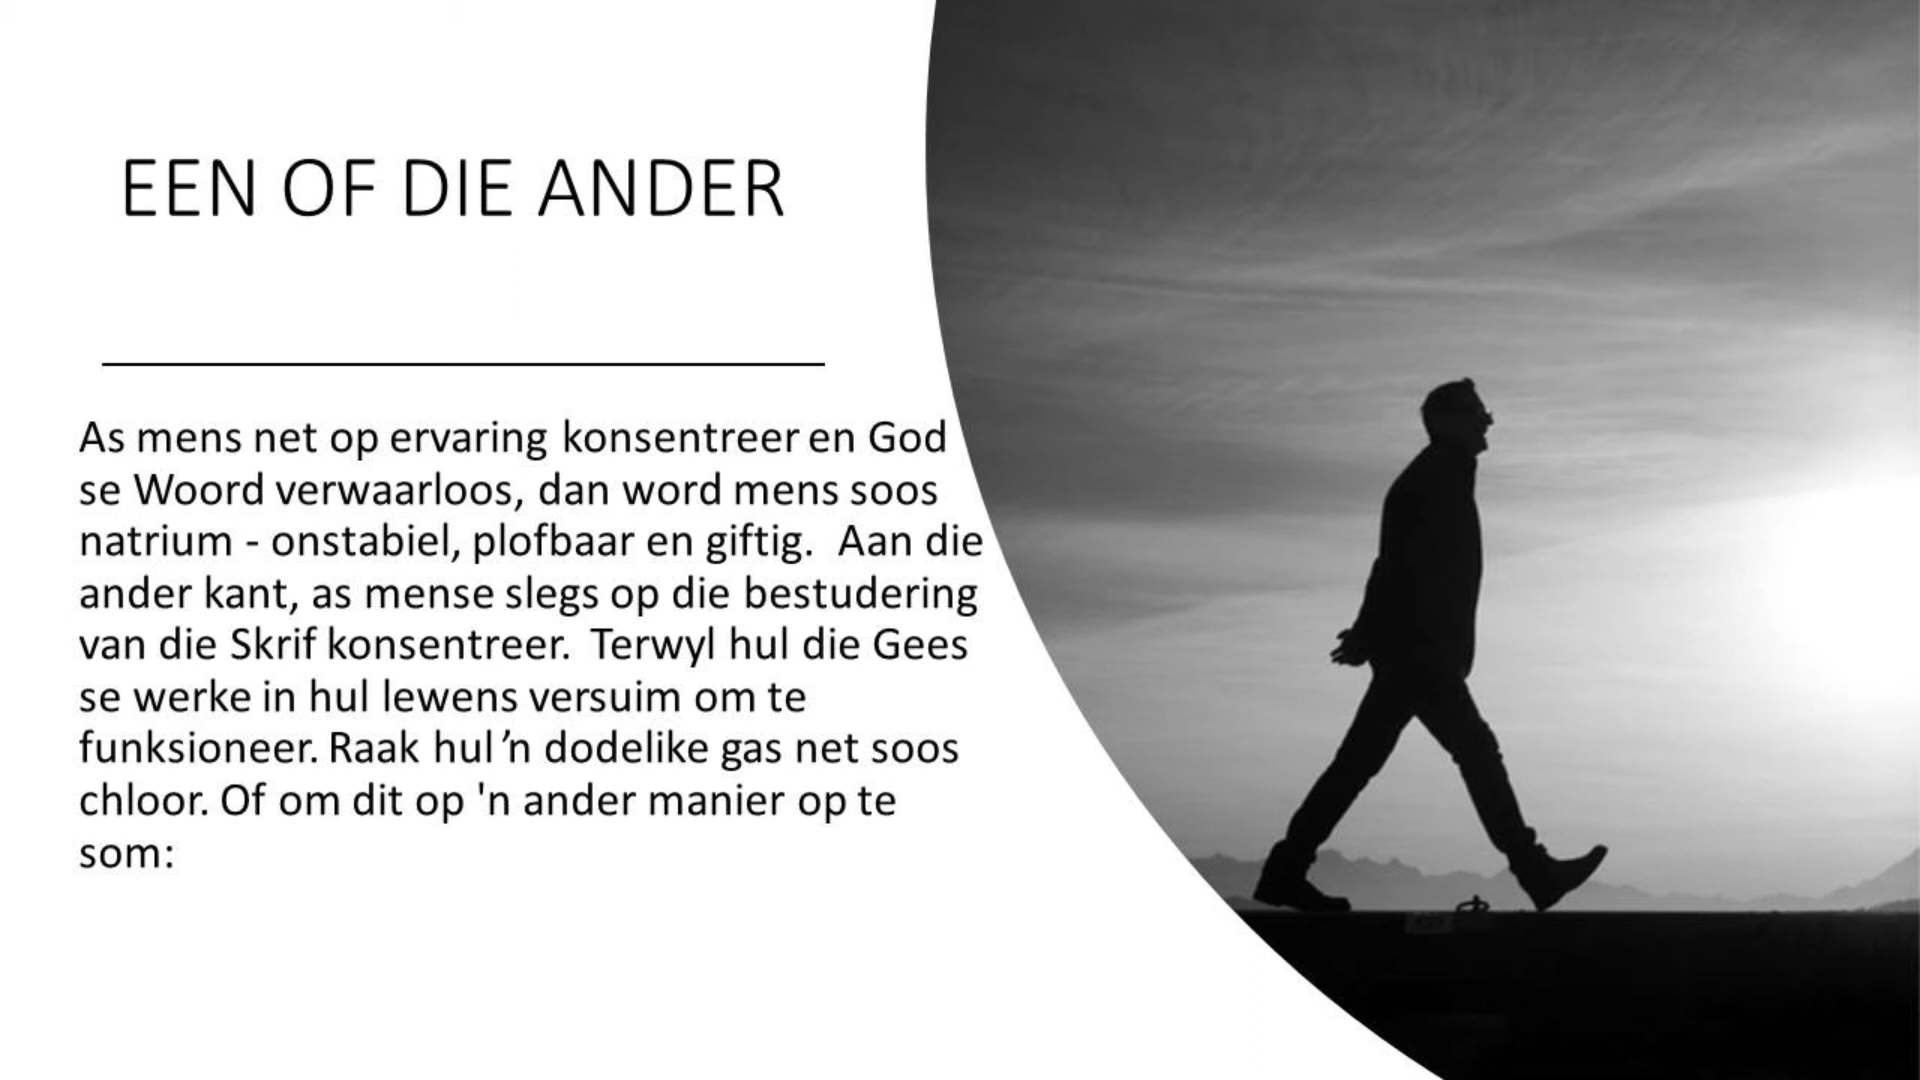 EEN OF DIE ANDER
As mens net op ervaring konsentreer en God
se Woord verwaarloos, dan word mens soos
natrium - onstabiel, plofbaar en giftig.  Aan die
ander kant, as mense slegs op die bestudering
van die Skrif konsentreer.  Terwyl hul die Gees
se werke in hul lewens versuim om te
funksioneer. Raak hul ’n dodelike gas net soos
chloor. Of om dit op 'n ander manier op te
som: